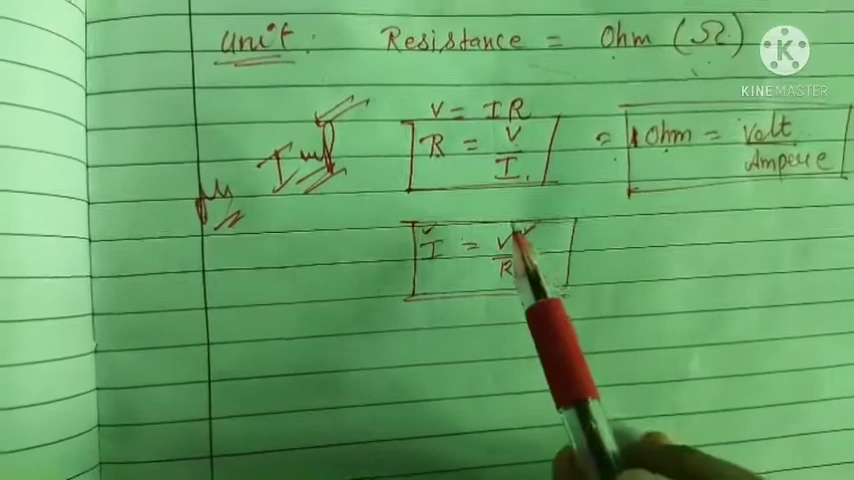 unit : Resistance = Ohm (Ω)
V = IR
R = V/I = 1 Ohm = Volt/Ampere
I = V/R
KINEMASTER